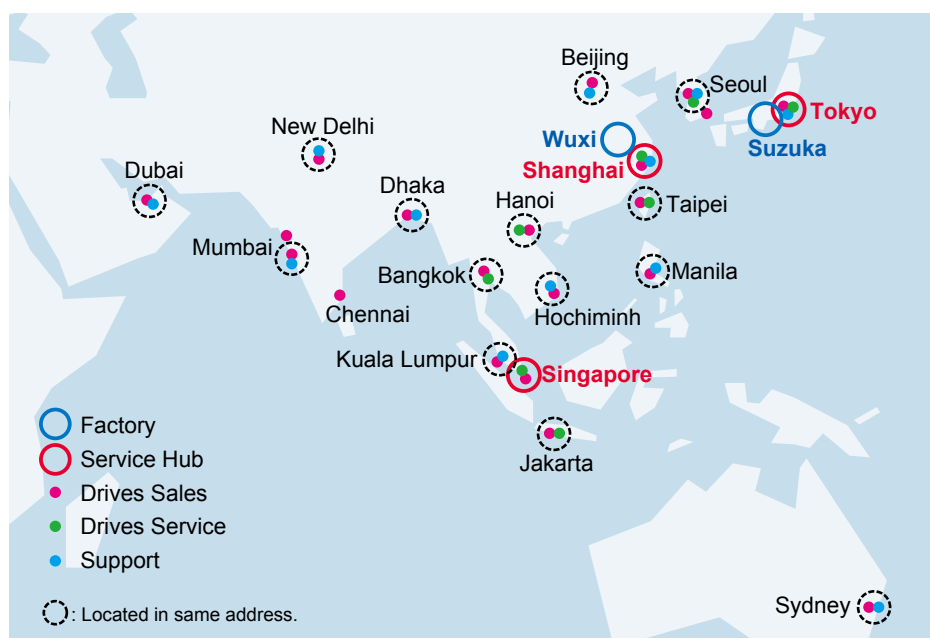 Beijing
Seoul
Tokyo
New Delhi
Wuxi
Suzuka
Shanghai
Dubai
Dhaka
Hanoi
Taipei
Mumbai
Bangkok
Manila
Chennai
Hochiminh
Kuala Lumpur
Singapore
Factory
Service Hub
Jakarta
Drives Sales
Drives Service
Support
Sydney
: Located in same address.